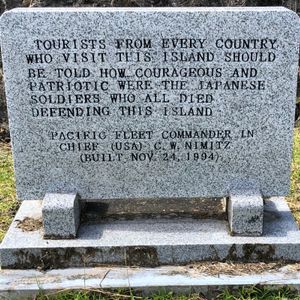 TOURISTS FROM EVERY COUNTRY
WHO VISIT THIS ISLAND SHOULD
BE TOLD HOW COURAGEOUS AND
PATRIOTIC WERE THE JAPANESE
SOLDIERS WHO ALL DIED
DEFENDING THIS ISLAND
PACIFIC FLEET COMMANDER IN
CHIEF (USA) C. W. NIMITZ
(BUILT NOV. 24, 1994)